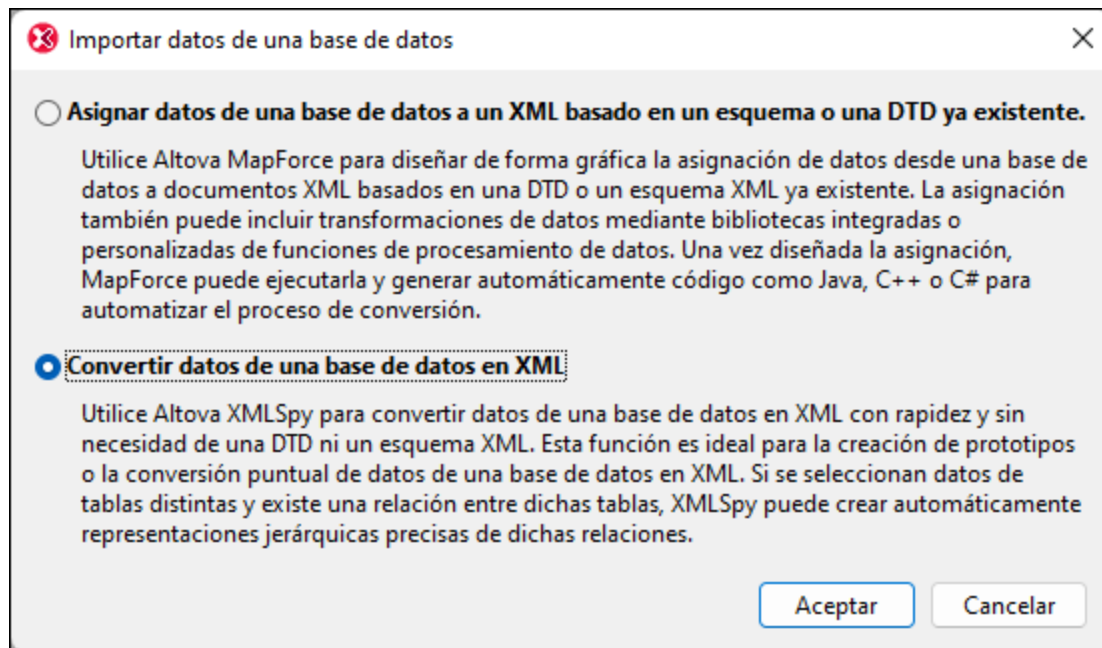 Importar datos de una base de datos
Asignar datos de una base de datos a un XML basado en un esquema o una DTD ya existente.
Utilice Altova MapForce para diseñar de forma gráfica la asignación de datos desde una base de
datos a documentos XML basados en una DTD o un esquema XML ya existente. La asignación
también puede incluir transformaciones de datos mediante bibliotecas integradas o
personalizadas de funciones de procesamiento de datos. Una vez diseñada la asignación,
MapForce puede ejecutarla y generar automáticamente código como Java, C++ o C# para
automatizar el proceso de conversión.
Convertir datos de una base de datos en XML
Utilice Altova XMLSpy para convertir datos de una base de datos en XML con rapidez y sin
necesidad de una DTD ni un esquema XML. Esta función es ideal para la creación de prototipos
o la conversión puntual de datos de una base de datos en XML. Si se seleccionan datos de
tablas distintas y existe una relación entre dichas tablas, XMLSpy puede crear automáticamente
representaciones jerárquicas precisas de dichas relaciones.
Aceptar
Cancelar